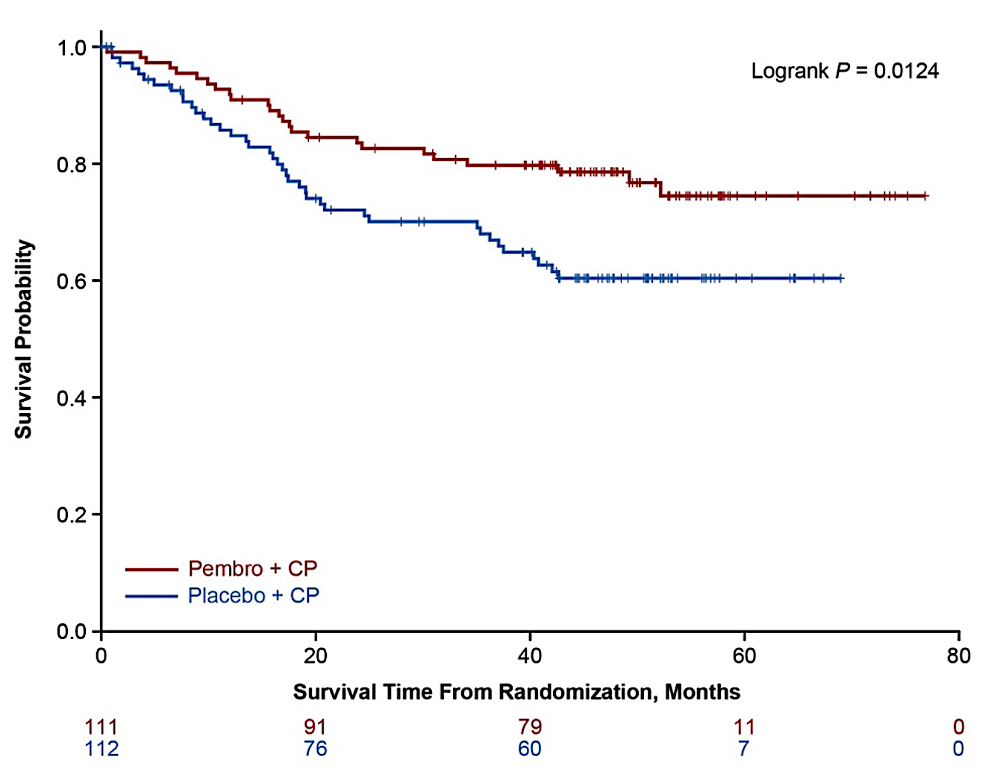 Logrank P = 0.0124
Survival Probability
1.0
0.8
0.6
0.4
0.2
0.0
Pembro + CP
Placebo + CP
0 20 40 60 80
Survival Time From Randomization, Months
111 91 79 11 0
112 76 60 7 0